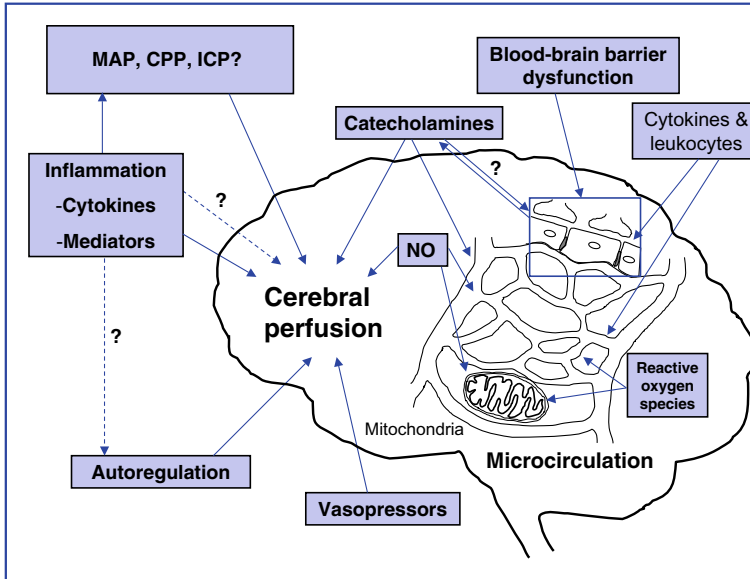 MAP, CPP, ICP?
Blood-brain barrier
dysfunction
Catecholamines
Cytokines &
leukocytes
?
Inflammation
-Cytokines
-Mediators
?
NO
Cerebral
perfusion
?
Reactive
oxygen
species
Mitochondria
Microcirculation
Autoregulation
Vasopressors